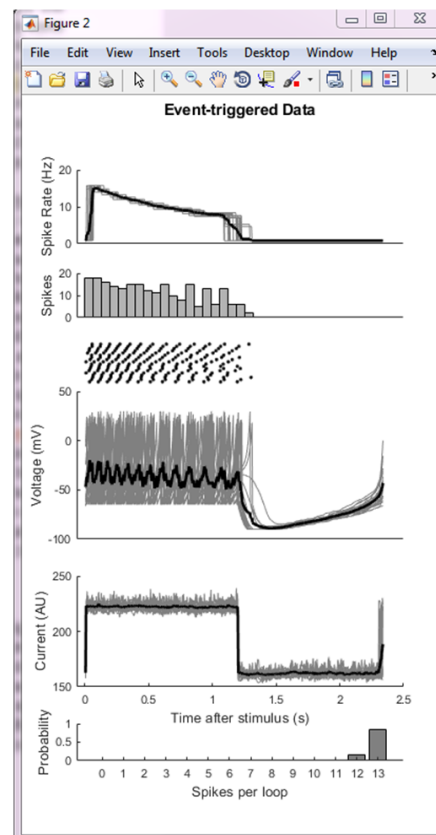 Figure 2
File Edit View Insert Tools Desktop Window Help
Event-triggered Data
Spike Rate (Hz)
20
10
0
Spikes
20
10
0
Voltage (mV)
50
0
-50
-100
Current (AU)
250
200
150
0 0.5 1 1.5 2 2.5
Time after stimulus (s)
Probability
1
0.5
0
0 1 2 3 4 5 6 7 8 9 10 11 12 13
Spikes per loop